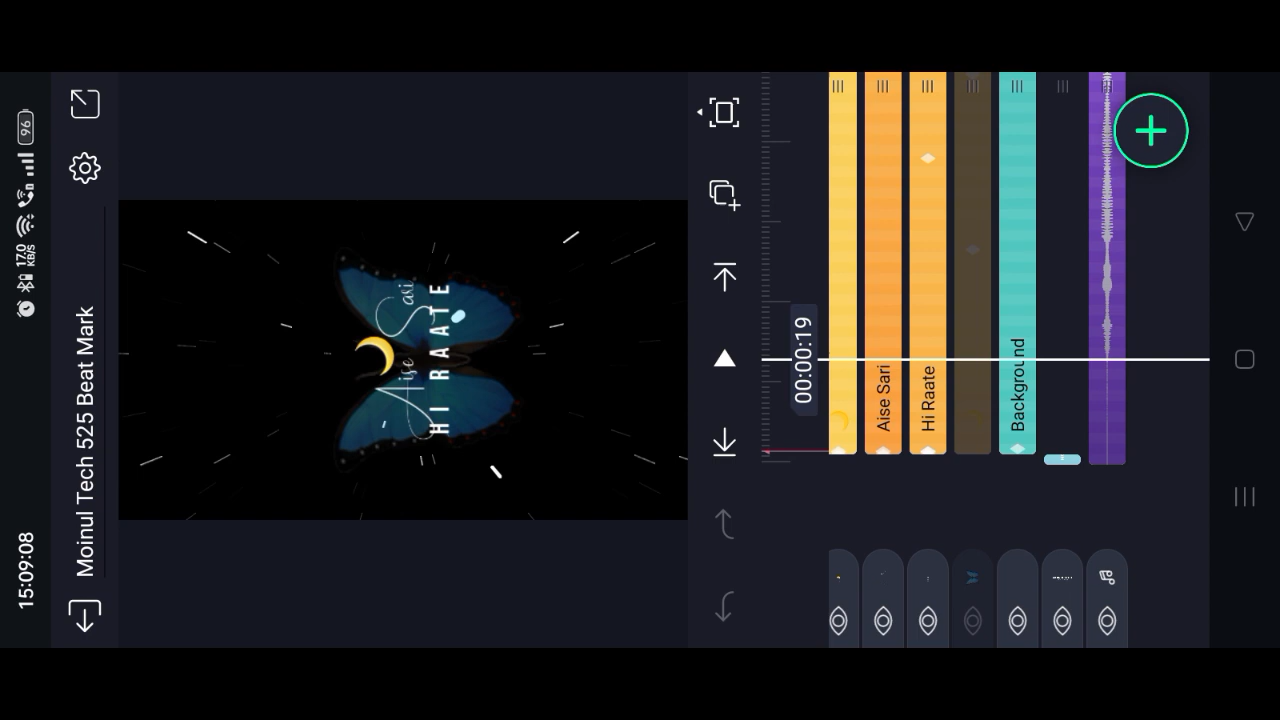 15:09:08
17.0
KB/S
96
Moinul Tech 525 Beat Mark
Aise Sari
HI RAATE
00:00:19
Aise Sari
Hi Raate
Background